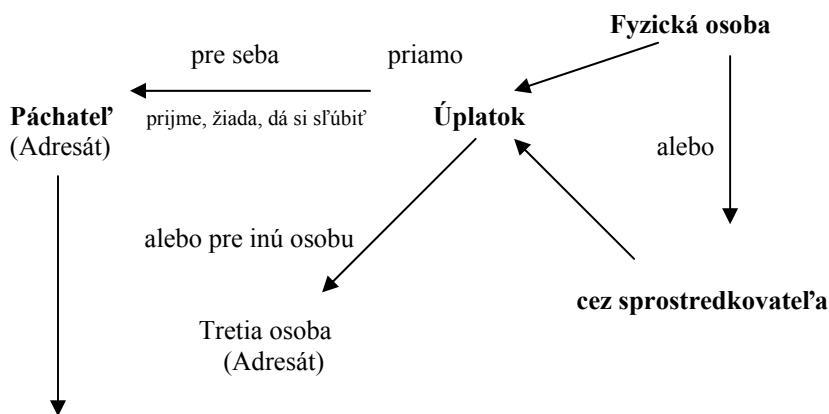 Fyzická osoba
pre seba
priamo
Páchateľ
(Adresát)
prijme, žiada, dá si sľúbiť
Úplatok
alebo
alebo pre inú osobu
cez sprostredkovateľa
Tretia osoba
(Adresát)